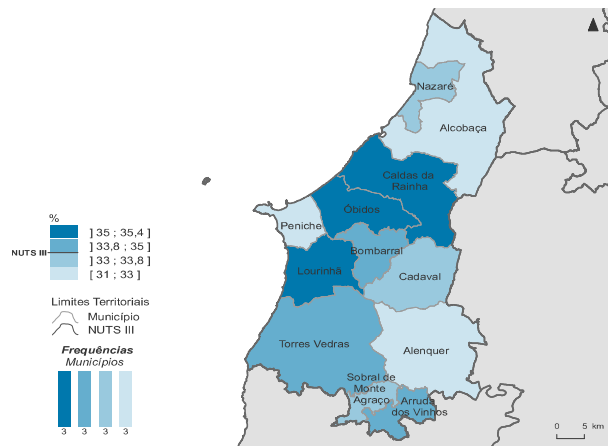 Nazaré
Alcobaça
Caldas da
Rainha
Óbidos
Peniche
Bombarral
Lourinhã
Cadaval
Torres Vedras
Alenquer
Sobral de
Monte
Agraço
Arruda
dos Vinhos
%
] 35 ; 35,4 ]
] 33,8 ; 35 ]
NUTS III
] 33 ; 33,8 ]
[ 31 ; 33 ]
Limites Territoriais
Município
NUTS III
Frequências
Municípios
3 3 3 3
0 5 km